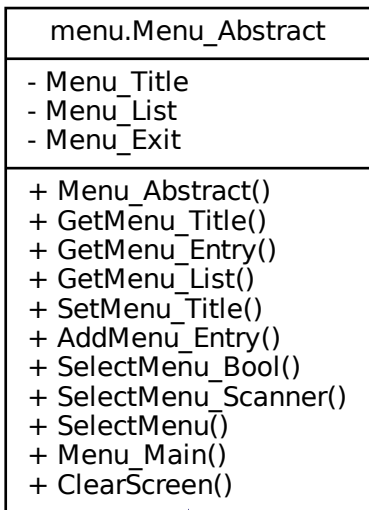 menu.Menu_Abstract
- Menu_Title
- Menu_List
- Menu_Exit
+ Menu_Abstract()
+ GetMenu_Title()
+ GetMenu_Entry()
+ GetMenu_List()
+ SetMenu_Title()
+ AddMenu_Entry()
+ SelectMenu_Bool()
+ SelectMenu_Scanner()
+ SelectMenu()
+ Menu_Main()
+ ClearScreen()